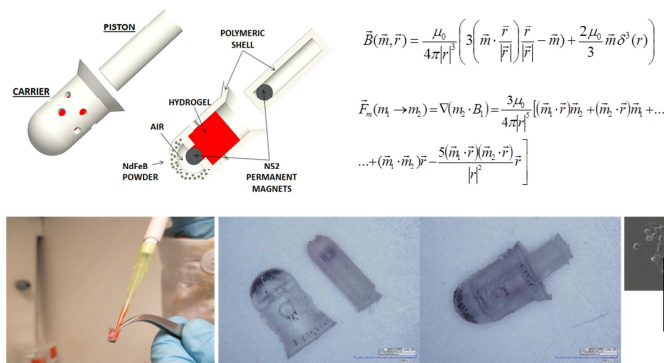 PISTON
CARRIER
POLYMERIC
SHELL
HYDROGEL
AIR
NdFeB
POWDER
N52
PERMANENT
MAGNETS
B⃗(m⃗,r⃗) = μ₀/(4π|r|³) (3(m⃗ · r⃗/|r⃗|) r⃗/|r⃗| − m⃗) + 2μ₀/3 m⃗δ³(r)
F⃗ₘ(m₁ → m₂) = ∇(m₂ · B₁) = 3μ₀/(4π|r|⁵) [(m⃗₁ · r⃗)m⃗₂ + (m⃗₂ · r⃗)m⃗₁ + ...
... + (m⃗₁ · m⃗₂)r⃗ − 5(m⃗₁ · r⃗)(m⃗₂ · r⃗)/|r|² r⃗]